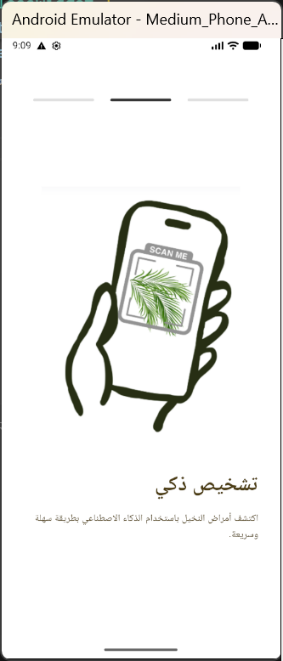 Android Emulator - Medium_Phone_A...
9:09
SCAN ME
تشخيص ذكي
اكتشف أمراض النخيل باستخدام الذكاء الاصطناعي بطريقة سهلة
وسريعة.